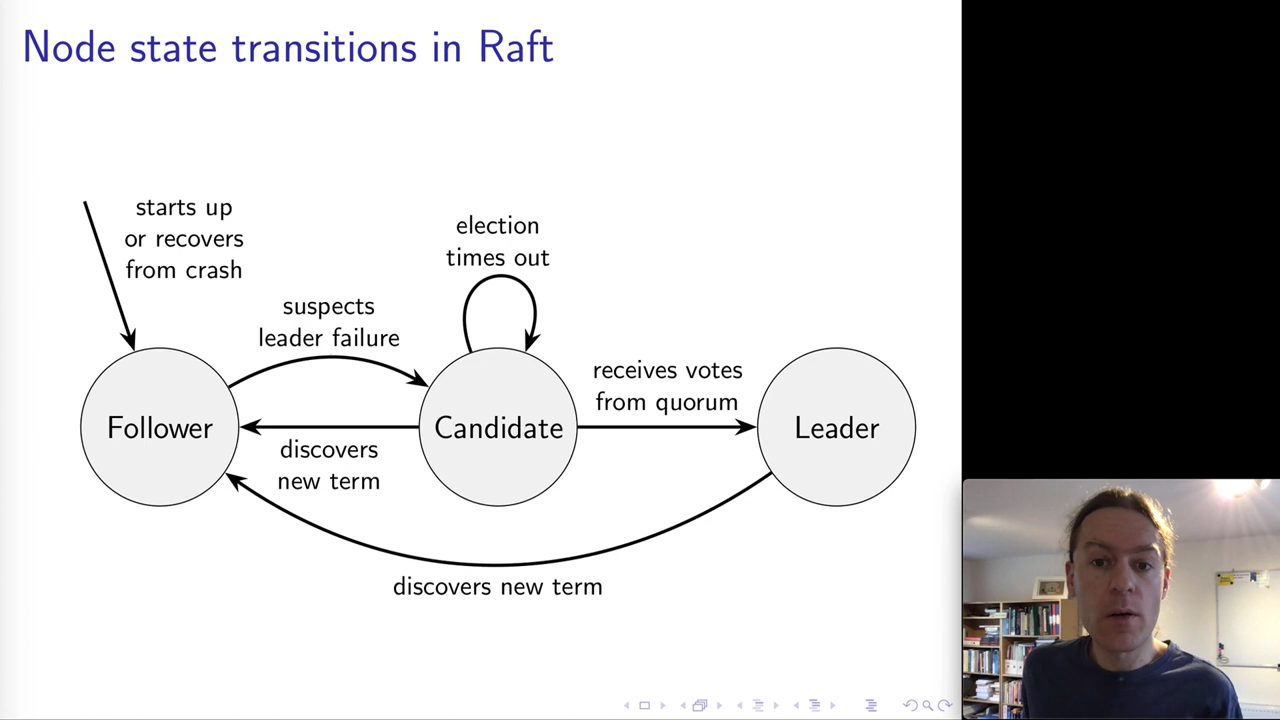 Node state transitions in Raft
starts up
or recovers
from crash
election
times out
suspects
leader failure
receives votes
from quorum
Follower
Candidate
Leader
discovers
new term
discovers new term